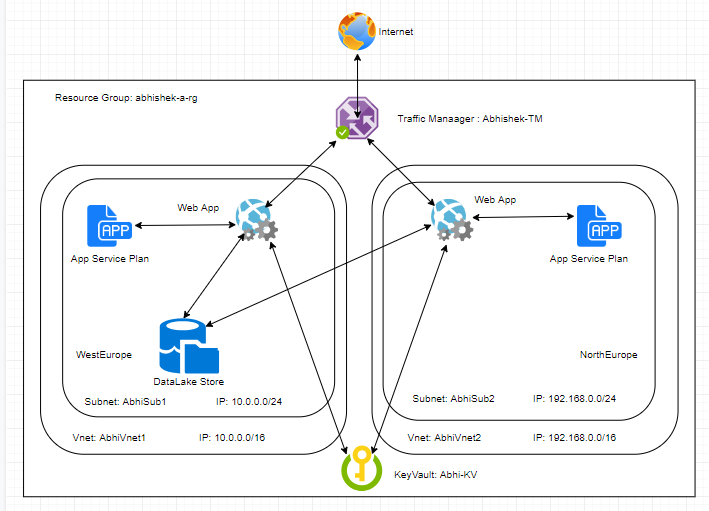 Internet
Resource Group: abhishek-a-rg
Traffic Manaager : Abhishek-TM
Web App
APP
App Service Plan
WestEurope
DataLake Store
Subnet: AbhiSub1 IP: 10.0.0.0/24
Vnet: AbhiVnet1 IP: 10.0.0.0/16
Web App
APP
App Service Plan
NorthEurope
Subnet: AbhiSub2 IP: 192.168.0.0/24
Vnet: AbhiVnet2 IP: 192.168.0.0/16
KeyVault: Abhi-KV